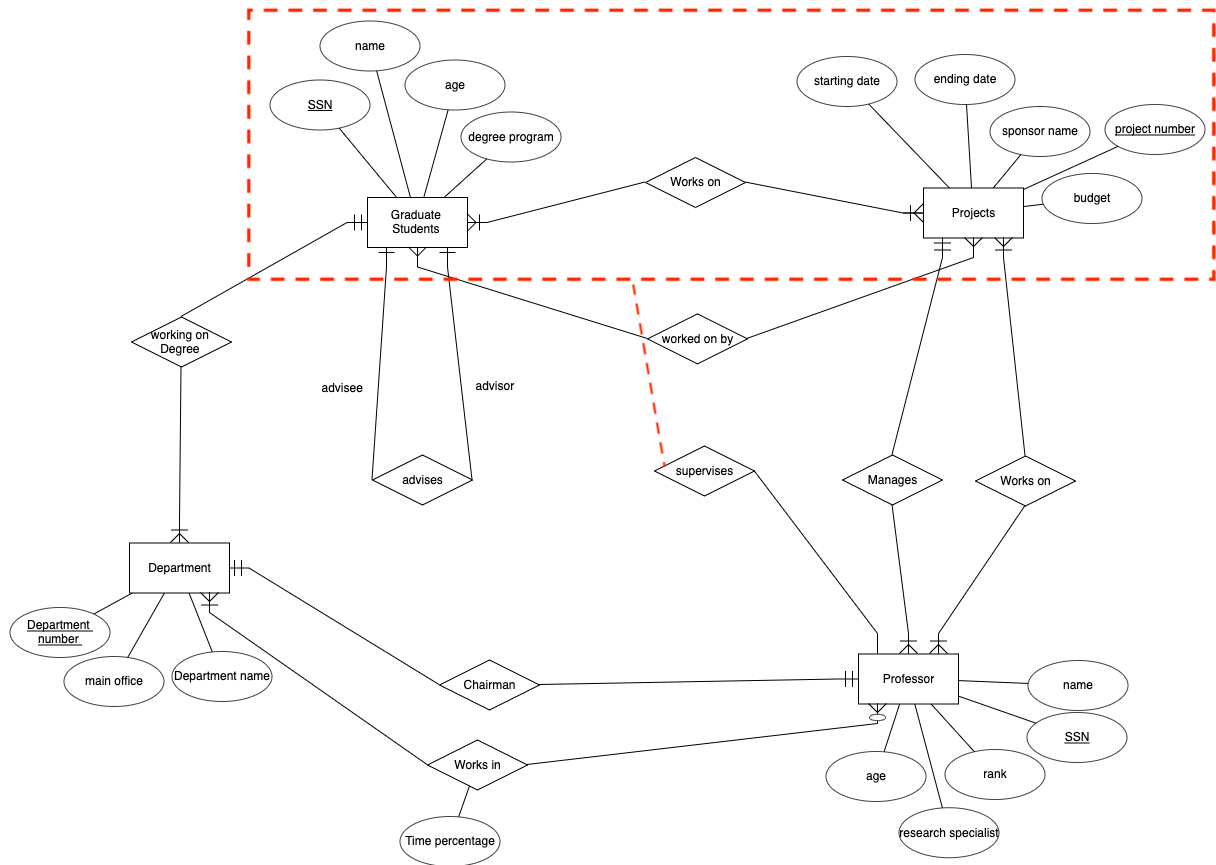 name
SSN
age
degree program
starting date
ending date
sponsor name
project number
budget
Works on
Graduate
Students
Projects
working on
Degree
worked on by
advisee
advisor
advises
supervises
Manages
Works on
Department
Department
number
main office
Department name
Chairman
Professor
name
SSN
rank
age
research specialist
Works in
Time percentage